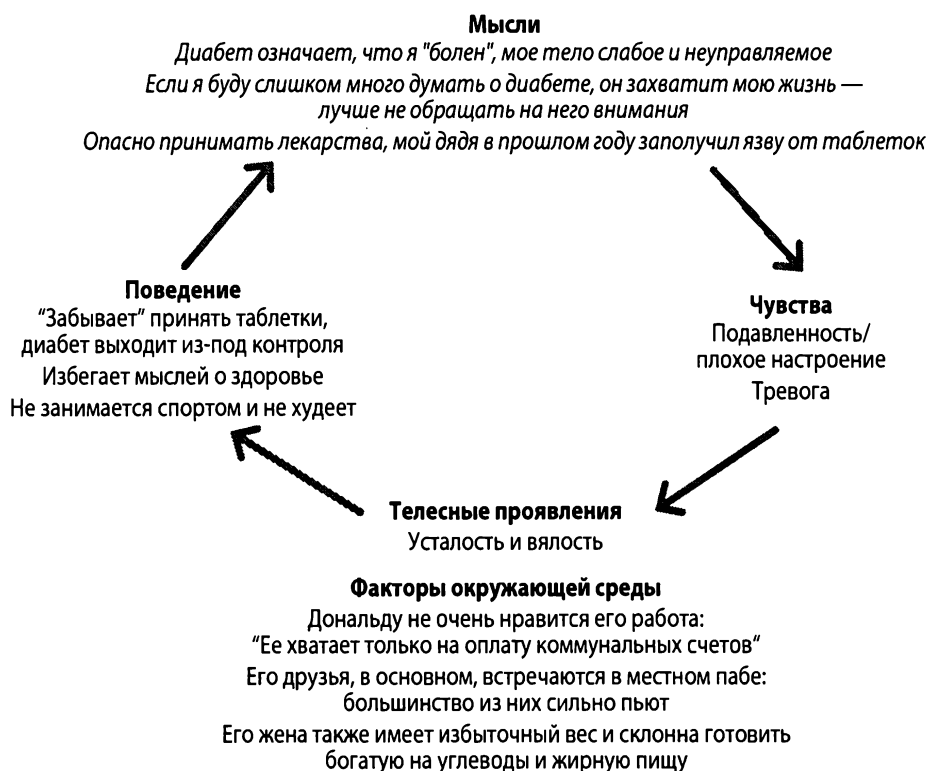 Мысли
Диабет означает, что я "болен", мое тело слабое и неуправляемое
Если я буду слишком много думать о диабете, он захватит мою жизнь —
лучше не обращать на него внимания
Опасно принимать лекарства, мой дядя в прошлом году заполучил язву от таблеток
Поведение
“Забывает” принять таблетки,
диабет выходит из-под контроля
Избегает мыслей о здоровье
Не занимается спортом и не худеет
Чувства
Подавленность/
плохое настроение
Тревога
Телесные проявления
Усталость и вялость
Факторы окружающей среды
Дональду не очень нравится его работа:
“Ее хватает только на оплату коммунальных счетов“
Его друзья, в основном, встречаются в местном пабе:
большинство из них сильно пьют
Его жена также имеет избыточный вес и склонна готовить
богатую на углеводы и жирную пищу